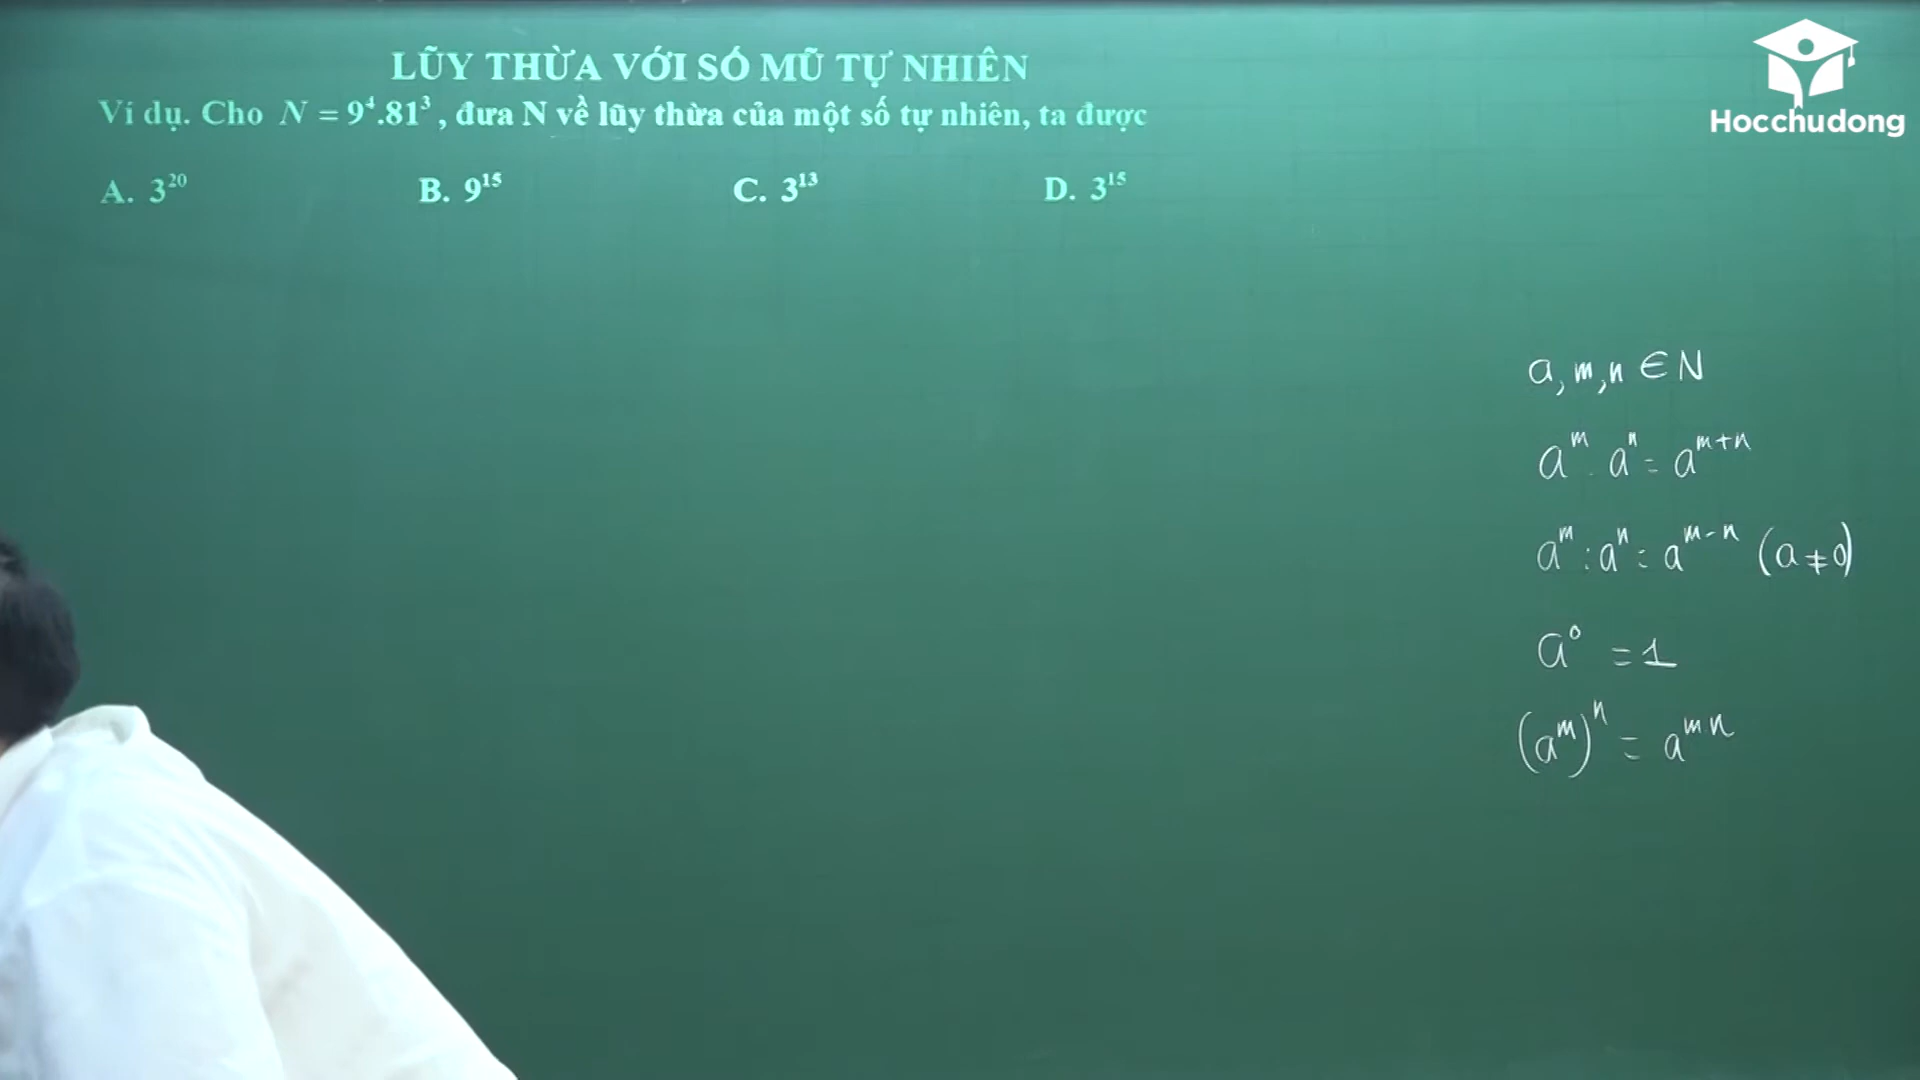 LŨY THỪA VỚI SỐ MŨ TỰ NHIÊN
Ví dụ. Cho N = 9⁴.81³, đưa N về lũy thừa của một số tự nhiên, ta được
A. 3²⁰ B. 9¹⁵ C. 3¹³ D. 3¹⁵
Hocchudong
a, m, n ∈ N
aᵐ . aⁿ = aᵐ⁺ⁿ
aᵐ : aⁿ = aᵐ⁻ⁿ (a ≠ 0)
a⁰ = 1
(aᵐ)ⁿ = aᵐ·ⁿ